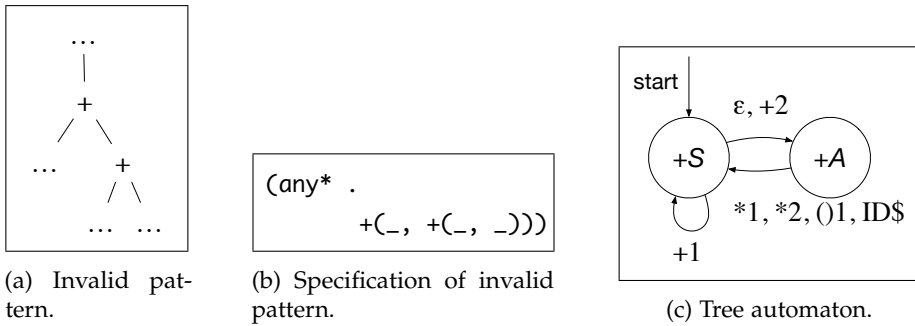 ...
+
... +
... ...
(a) Invalid pat-
tern.
(any* .
+(_, +(_, _)))
(b) Specification of invalid
pattern.
start
ε, +2
+S +A
*1, *2, ()1, ID$
+1
(c) Tree automaton.